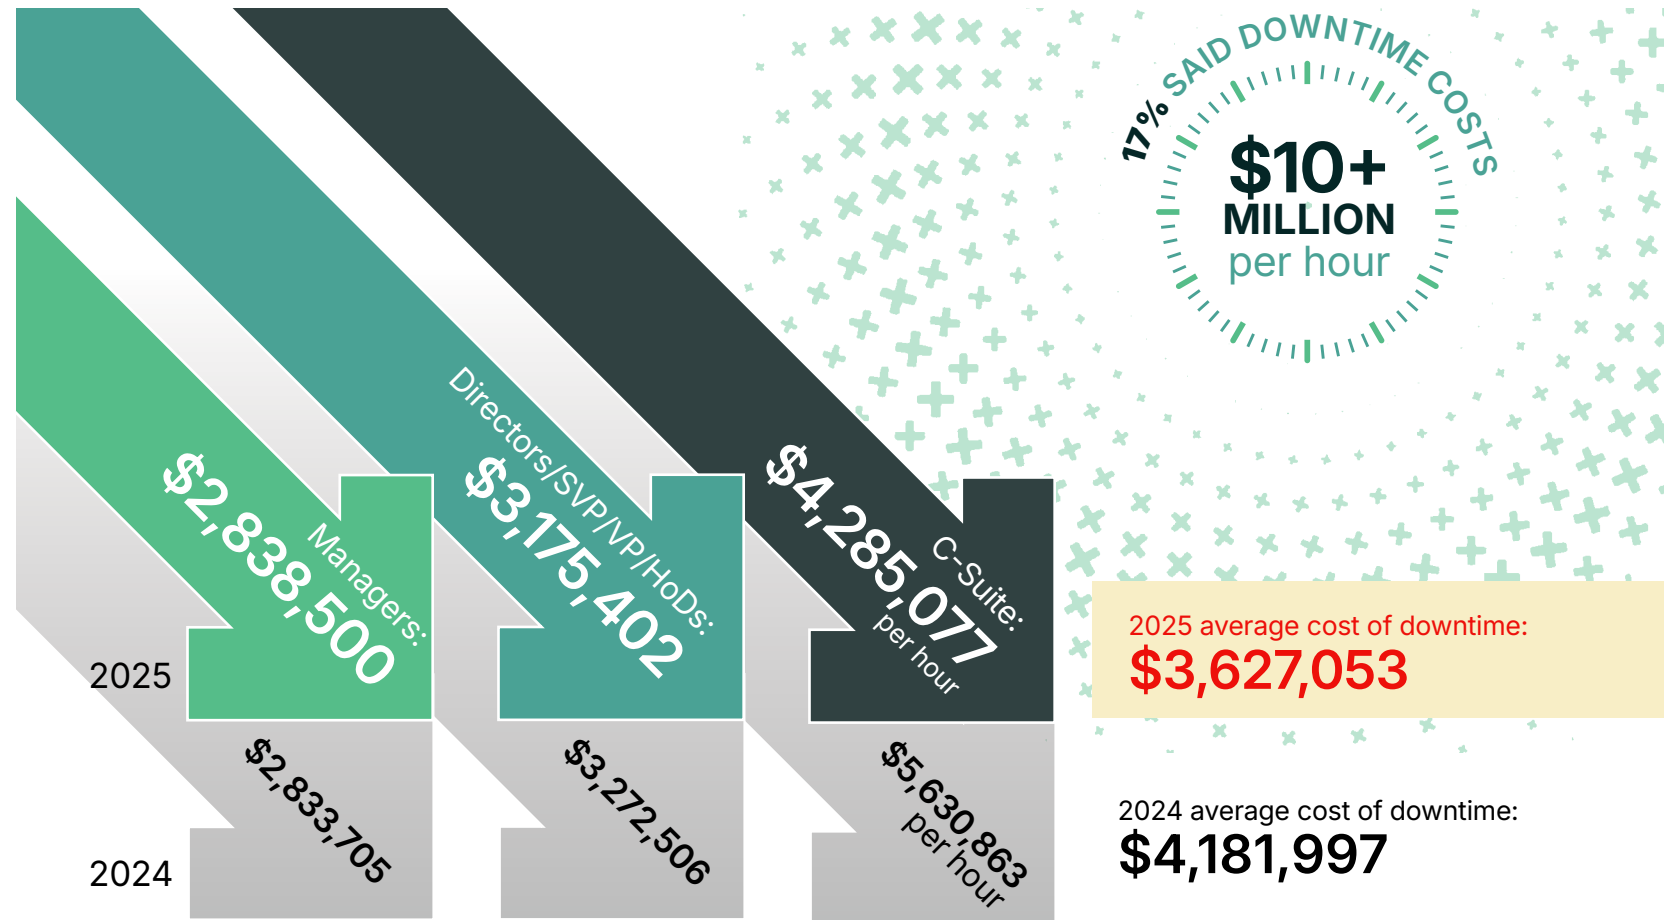 17% SAID DOWNTIME COSTS
$10+
MILLION
per hour
2025
Managers:
$2,838,500
Directors/SVP/VP/HoDs:
$3,175,402
C-Suite:
$4,285,077
per hour
2024
$2,833,705
$3,272,506
$5,630,863
per hour
2025 average cost of downtime:
$3,627,053
2024 average cost of downtime:
$4,181,997